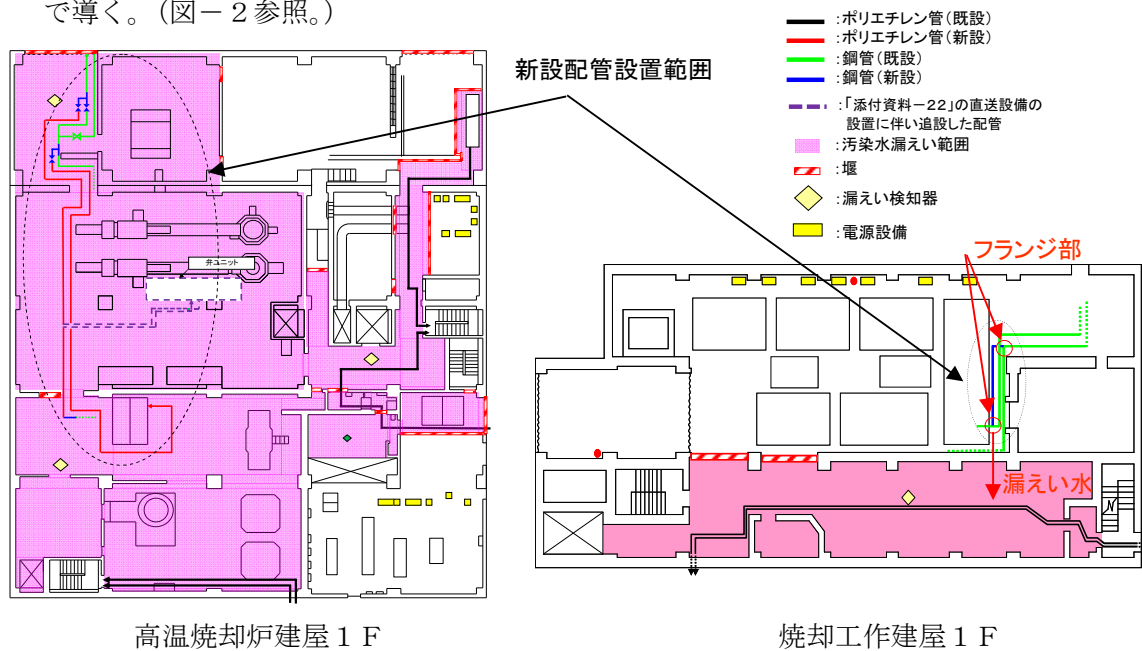 で導く。（図－２参照。）
:ポリエチレン管(既設)
:ポリエチレン管(新設)
:鋼管(既設)
:鋼管(新設)
:「添付資料－22」の直送設備の
設置に伴い追設した配管
:汚染水漏えい範囲
:堰
:漏えい検知器
:電源設備
新設配管設置範囲
弁ユニット
フランジ部
漏えい水
N
高温焼却炉建屋１Ｆ
焼却工作建屋１Ｆ